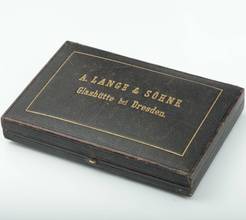 A. LANGE & SÖHNE
Glashütte bei Dresden.